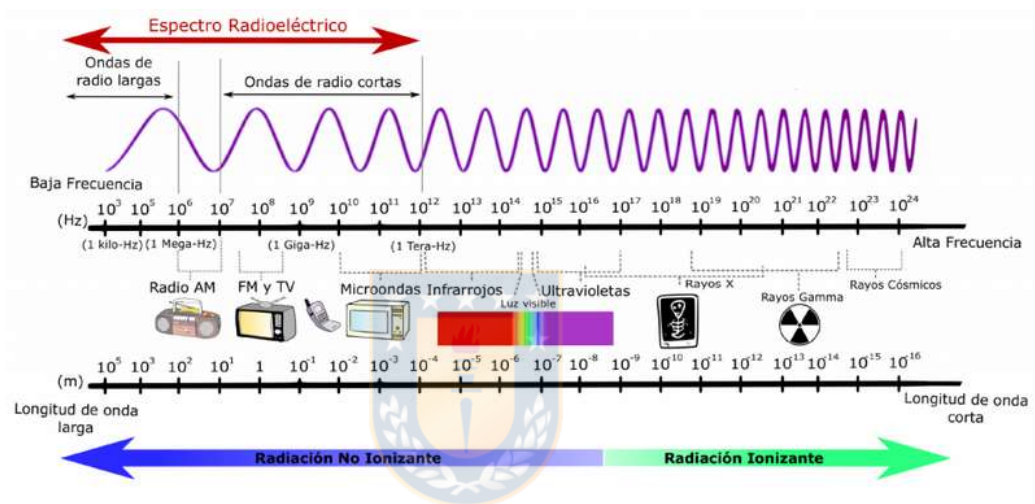 Espectro Radioeléctrico
Ondas de
radio largas
Ondas de radio cortas
Baja Frecuencia
10³ 10⁵ 10⁶ 10⁷ 10⁸ 10⁹ 10¹⁰ 10¹¹ 10¹² 10¹³ 10¹⁴ 10¹⁵ 10¹⁶ 10¹⁷ 10¹⁸ 10¹⁹ 10²⁰ 10²¹ 10²² 10²³ 10²⁴
(Hz)
(1 kilo-Hz) (1 Mega-Hz) (1 Giga-Hz) (1 Tera-Hz) Alta Frecuencia
Radio AM FM y TV Microondas Infrarrojos Ultravioletas Rayos X Rayos Gamma Rayos Cósmicos
Luz visible
10⁵ 10³ 10² 10¹ 1 10⁻¹ 10⁻² 10⁻³ 10⁻⁴ 10⁻⁵ 10⁻⁶ 10⁻⁷ 10⁻⁸ 10⁻⁹ 10¹⁰ 10⁻¹¹ 10⁻¹² 10⁻¹³ 10⁻¹⁴ 10⁻¹⁵ 10⁻¹⁶
(m)
Longitud de onda
larga
Longitud de onda
corta
Radiación No Ionizante Radiación Ionizante